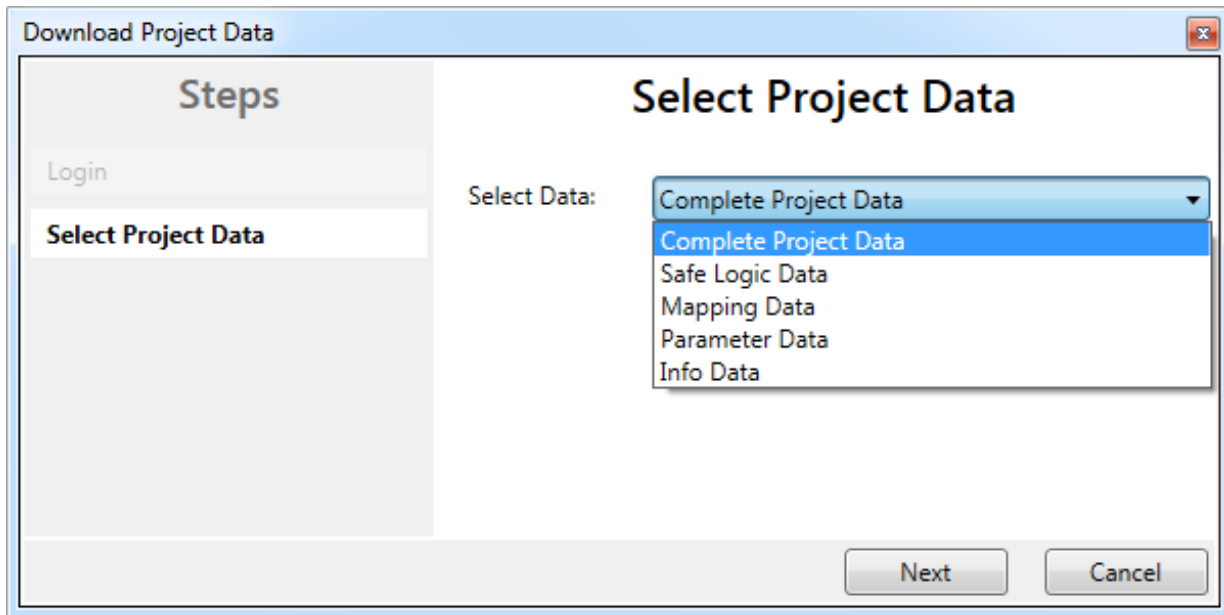 Download Project Data
Steps
Login
Select Project Data
Select Project Data
Select Data:
Complete Project Data
Complete Project Data
Safe Logic Data
Mapping Data
Parameter Data
Info Data
Next
Cancel